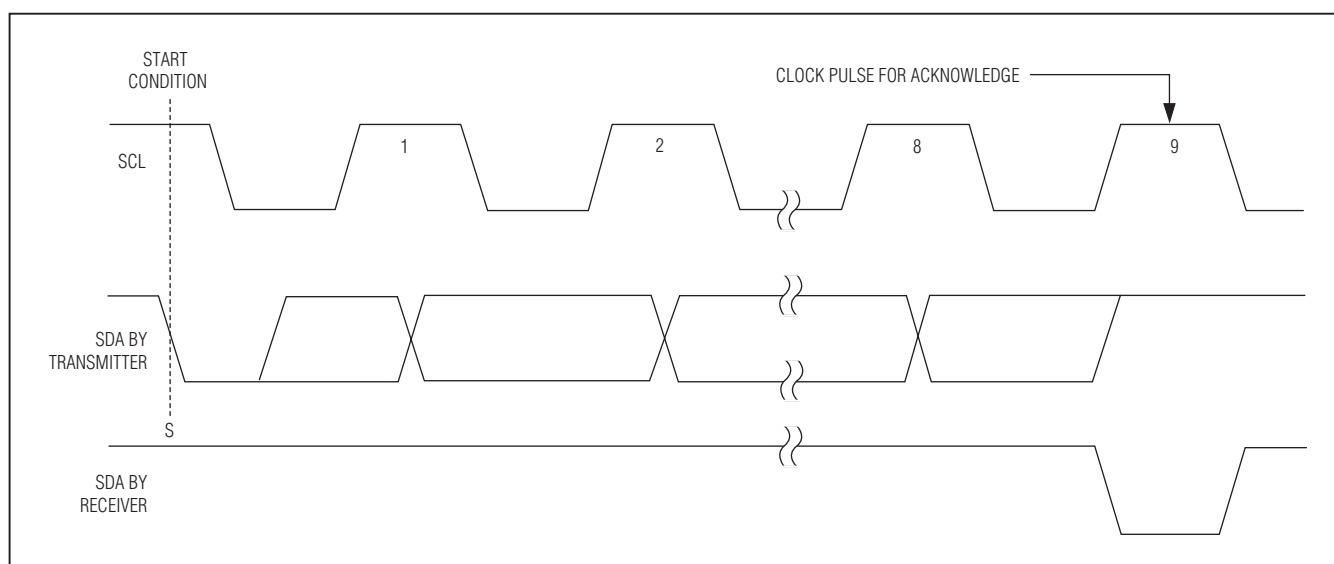 START
CONDITION
CLOCK PULSE FOR ACKNOWLEDGE
SCL
1
2
8
9
SDA BY
TRANSMITTER
S
SDA BY
RECEIVER